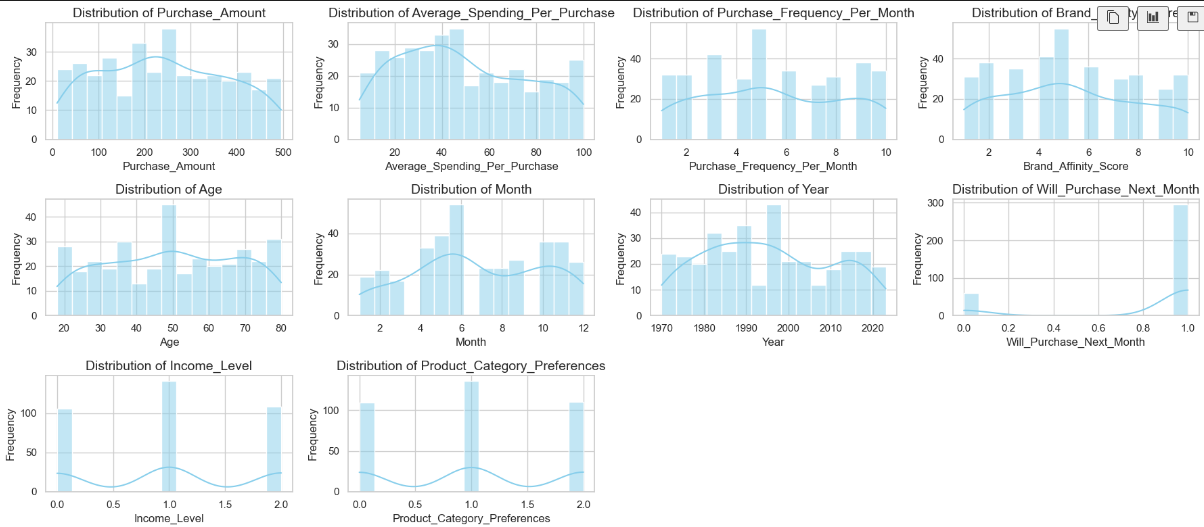 Distribution of Purchase_Amount
Frequency
30
20
10
0
0 100 200 300 400 500
Purchase_Amount
Distribution of Average_Spending_Per_Purchase
Frequency
30
20
10
0
20 40 60 80 100
Average_Spending_Per_Purchase
Distribution of Purchase_Frequency_Per_Month
Frequency
40
20
0
2 4 6 8 10
Purchase_Frequency_Per_Month
Distribution of Brand_
Frequency
40
20
0
2 4 6 8 10
Brand_Affinity_Score
Distribution of Age
Frequency
40
30
20
10
0
20 30 40 50 60 70 80
Age
Distribution of Month
Frequency
40
20
0
2 4 6 8 10 12
Month
Distribution of Year
Frequency
40
30
20
10
0
1970 1980 1990 2000 2010 2020
Year
Distribution of Will_Purchase_Next_Month
Frequency
300
200
100
0
0.0 0.2 0.4 0.6 0.8 1.0
Will_Purchase_Next_Month
Distribution of Income_Level
Frequency
100
50
0
0.0 0.5 1.0 1.5 2.0
Income_Level
Distribution of Product_Category_Preferences
Frequency
100
50
0
0.0 0.5 1.0 1.5 2.0
Product_Category_Preferences